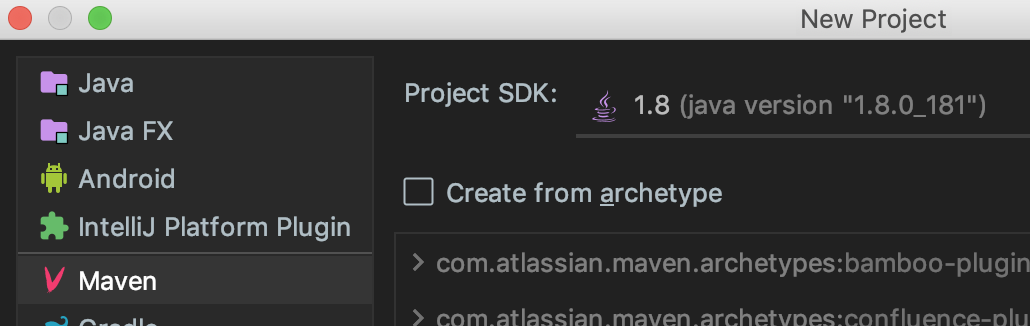 New Project
Java
Java FX
Android
IntelliJ Platform Plugin
Maven
Gradle
Project SDK:
1.8 (java version "1.8.0_181")
Create from archetype
com.atlassian.maven.archetypes:bamboo-plugin
com.atlassian.maven.archetypes:confluence-plu